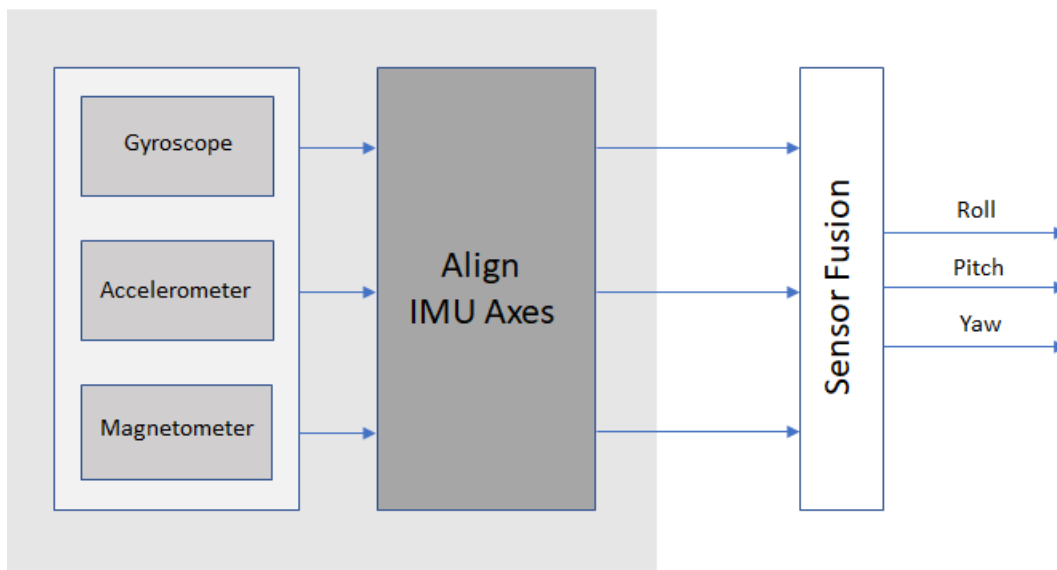 Gyroscope
Accelerometer
Magnetometer
Align
IMU Axes
Sensor Fusion
Roll
Pitch
Yaw